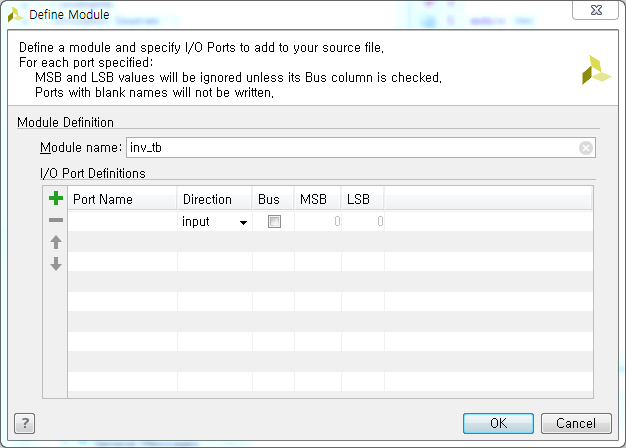 Define Module
Define a module and specify I/O Ports to add to your source file.
For each port specified:
MSB and LSB values will be ignored unless its Bus column is checked.
Ports with blank names will not be written.
Module Definition
Module name: inv_tb
I/O Port Definitions
Port Name Direction Bus MSB LSB
input 0 0
? OK Cancel